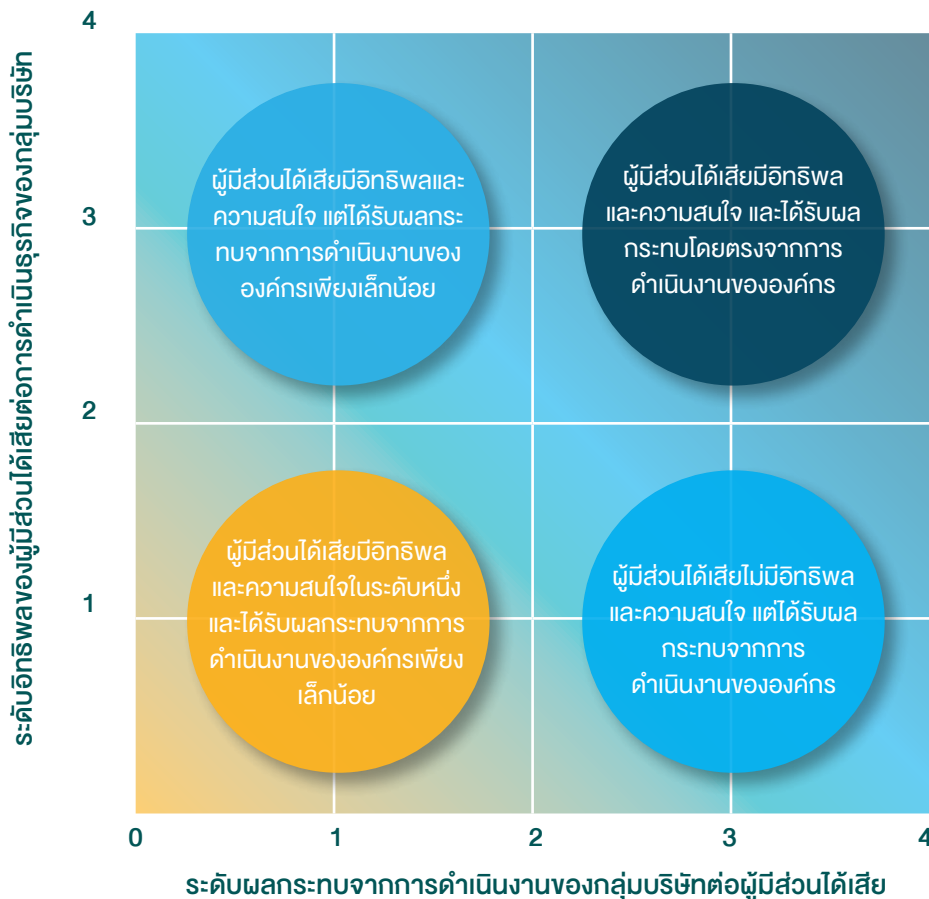 ระดับอิทธิพลของผู้มีส่วนได้เสียต่อการดำเนินธุรกิจของกลุ่มบริษัท
4
3
2
1
ผู้มีส่วนได้เสียมีอิทธิพลและ
ความสนใจ แต่ได้รับผลกระ
ทบจากการดำเนินงานของ
องค์กรเพียงเล็กน้อย
ผู้มีส่วนได้เสียมีอิทธิพล
และความสนใจ และได้รับผล
กระทบโดยตรงจากการ
ดำเนินงานขององค์กร
ผู้มีส่วนได้เสียมีอิทธิพล
และความสนใจในระดับหนึ่ง
และได้รับผลกระทบจากการ
ดำเนินงานขององค์กรเพียง
เล็กน้อย
ผู้มีส่วนได้เสียไม่มีอิทธิพล
และความสนใจ แต่ได้รับผล
กระทบจากการ
ดำเนินงานขององค์กร
0 1 2 3 4
ระดับผลกระทบจากการดำเนินงานของกลุ่มบริษัทต่อผู้มีส่วนได้เสีย